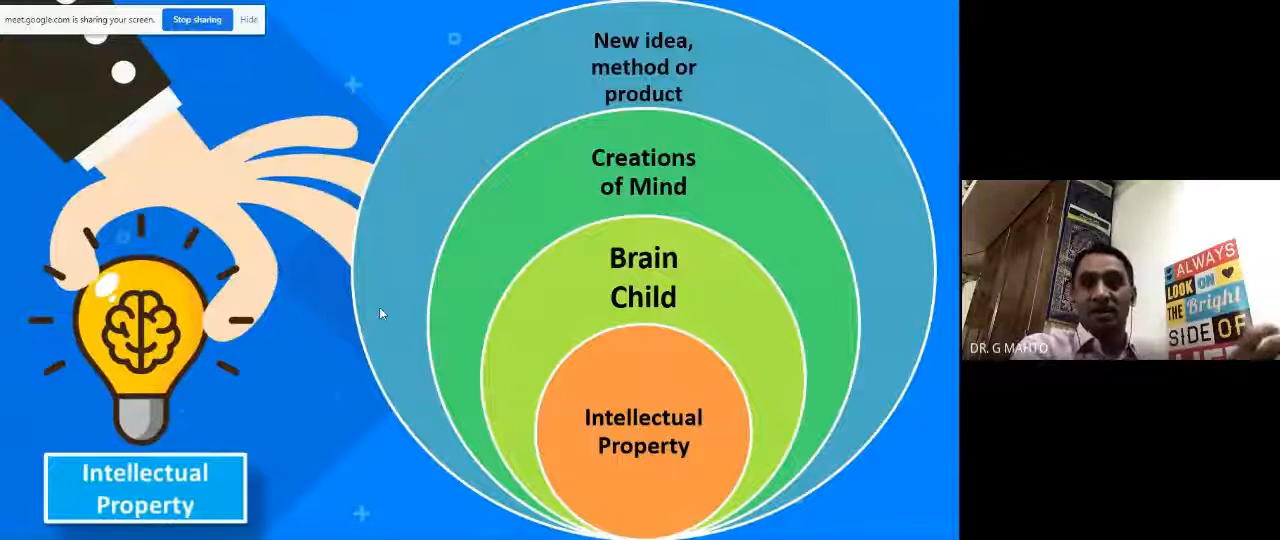 meet.google.com is sharing your screen.
Stop sharing
Hide
New idea,
method or
product
Creations
of Mind
Brain
Child
Intellectual
Property
Intellectual
Property
DR. G MAHTO
ALWAYS
LOOK ON
THE Bright
SIDE OF
LIFE